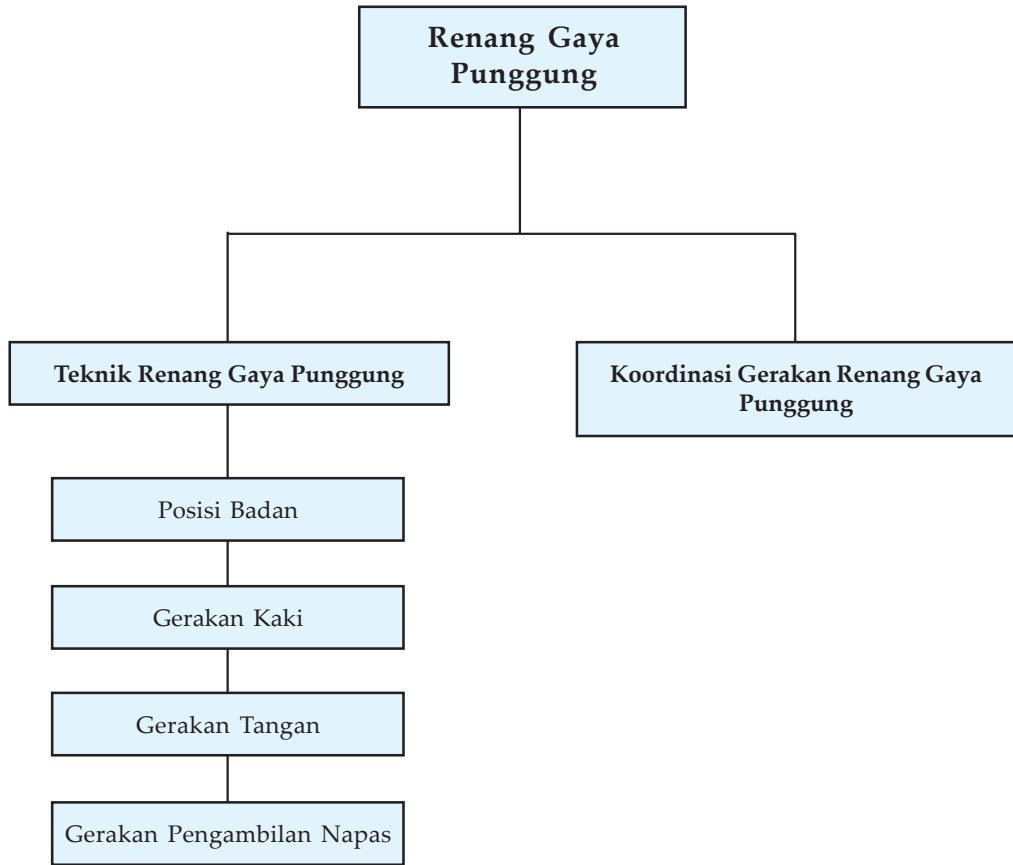 Renang Gaya
Punggung
Teknik Renang Gaya Punggung
Koordinasi Gerakan Renang Gaya
Punggung
Posisi Badan
Gerakan Kaki
Gerakan Tangan
Gerakan Pengambilan Napas